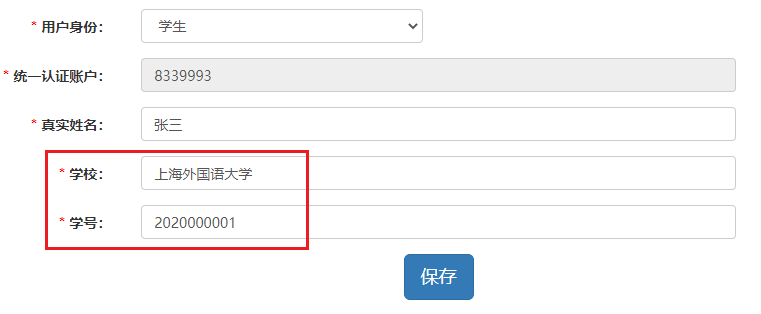 * 用户身份: 学生
* 统一认证账户: 8339993
* 真实姓名: 张三
* 学校: 上海外国语大学
* 学号: 2020000001
保存